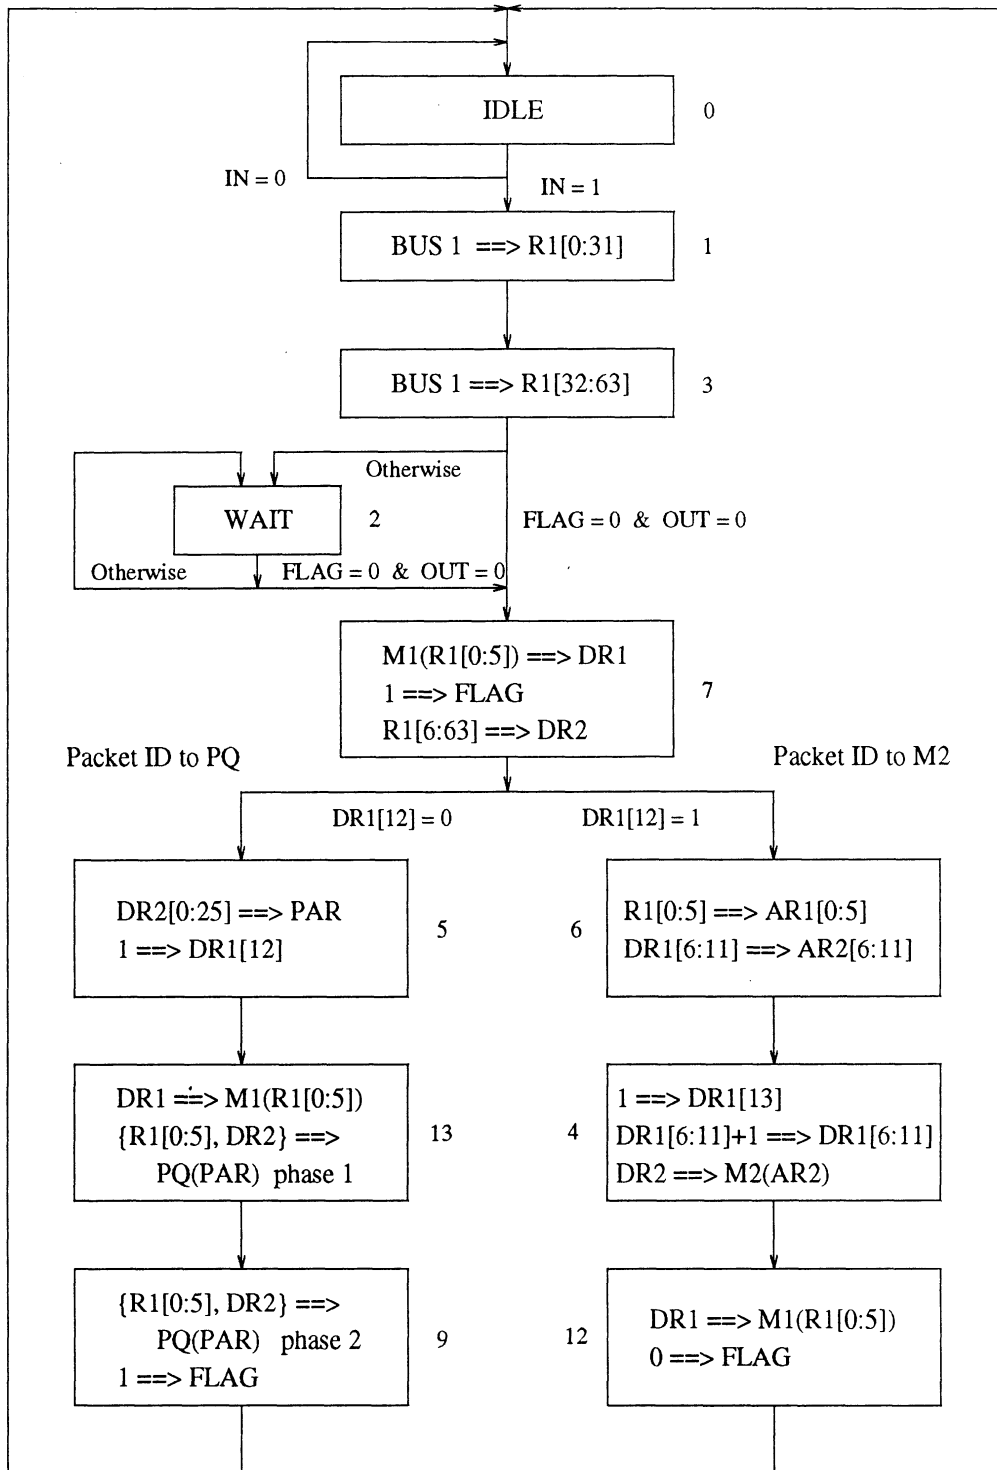 IDLE
0
IN = 0
IN = 1
BUS 1 ==> R1[0:31]
1
BUS 1 ==> R1[32:63]
3
Otherwise
WAIT
2
FLAG = 0 & OUT = 0
Otherwise
FLAG = 0 & OUT = 0
M1(R1[0:5]) ==> DR1
1 ==> FLAG
R1[6:63] ==> DR2
7
Packet ID to PQ
Packet ID to M2
DR1[12] = 0
DR1[12] = 1
DR2[0:25] ==> PAR
1 ==> DR1[12]
5
6
R1[0:5] ==> AR1[0:5]
DR1[6:11] ==> AR2[6:11]
DR1 ==> M1(R1[0:5])
{R1[0:5], DR2} ==>
PQ(PAR) phase 1
13
4
1 ==> DR1[13]
DR1[6:11]+1 ==> DR1[6:11]
DR2 ==> M2(AR2)
{R1[0:5], DR2} ==>
PQ(PAR) phase 2
1 ==> FLAG
9
12
DR1 ==> M1(R1[0:5])
0 ==> FLAG